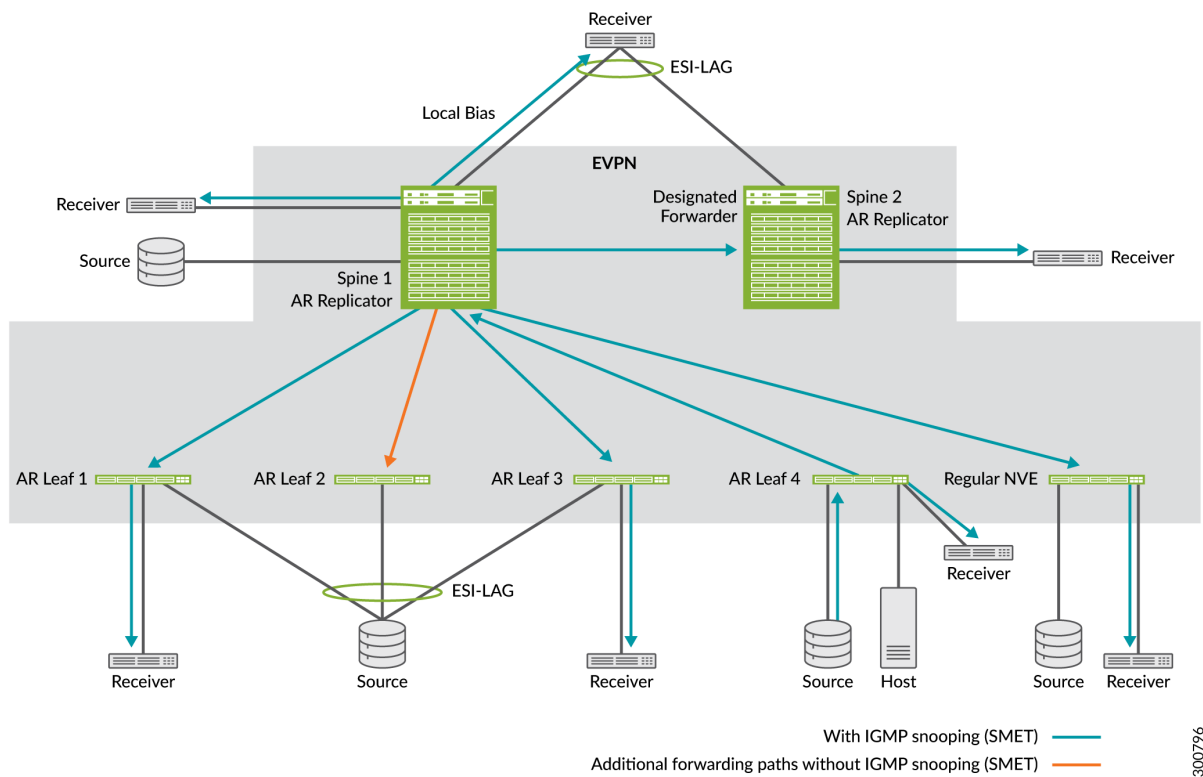 Receiver
ESI-LAG
Local Bias
EVPN
Receiver
Source
Spine 1
AR Replicator
Designated
Forwarder
Spine 2
AR Replicator
Receiver
AR Leaf 1
AR Leaf 2
AR Leaf 3
AR Leaf 4
Regular NVE
ESI-LAG
Receiver
Receiver
Source
Receiver
Source
Host
Source
Receiver
With IGMP snooping (SMET)
Additional forwarding paths without IGMP snooping (SMET)
300796